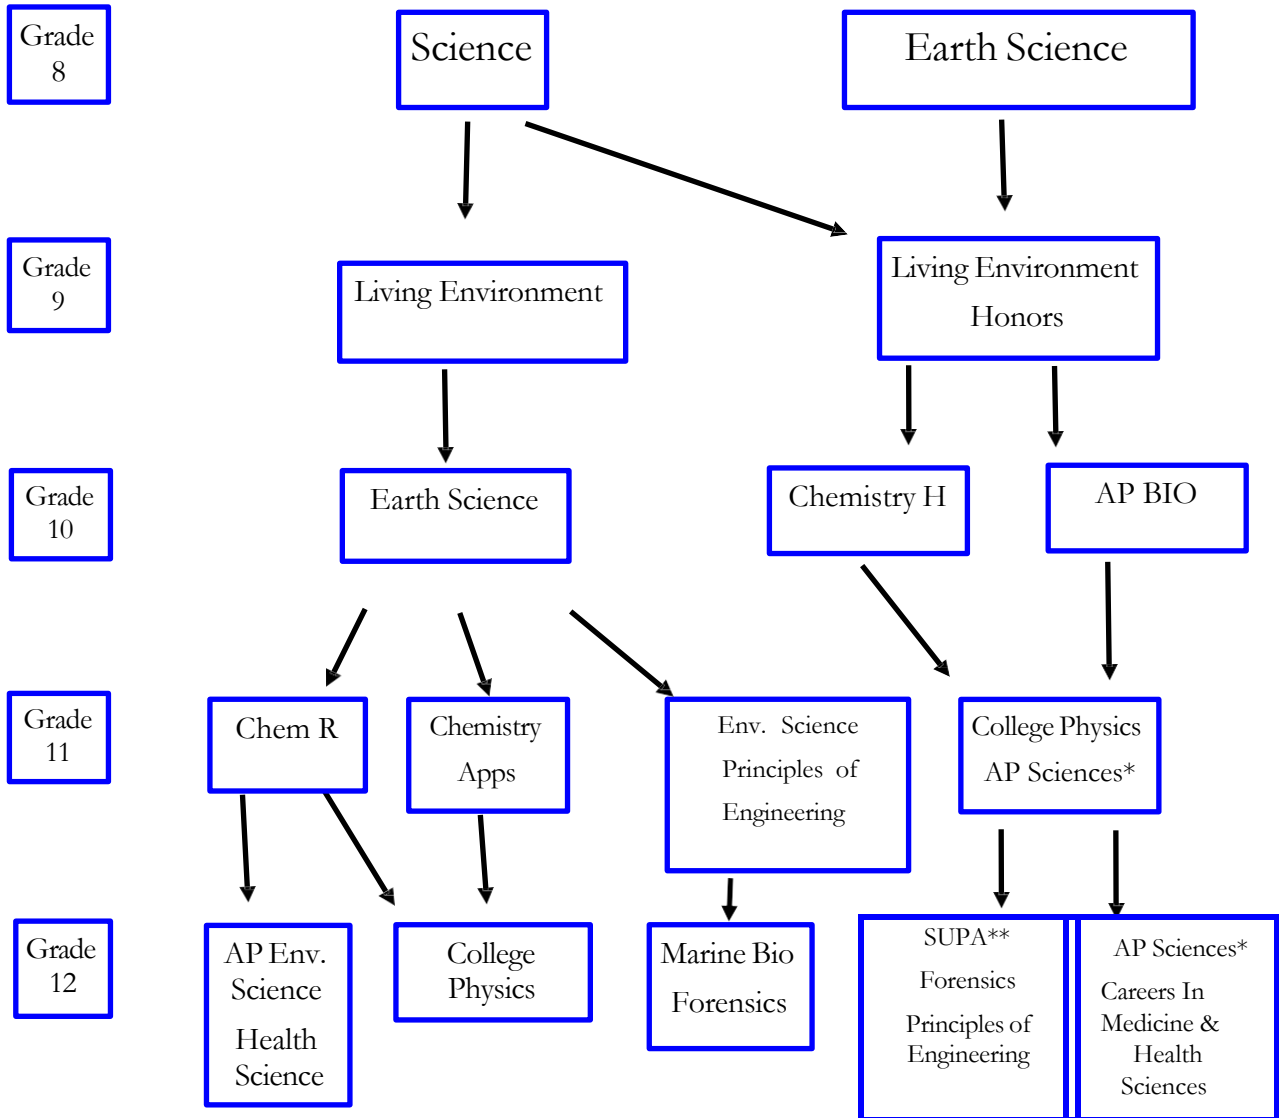 Grade
8
Science
Earth Science
Grade
9
Living Environment
Living Environment
Honors
Grade
10
Earth Science
Chemistry H
AP BIO
Grade
11
Chem R
Chemistry
Apps
Env. Science
Principles of
Engineering
College Physics
AP Sciences*
Grade
12
AP Env.
Science
Health
Science
College
Physics
Marine Bio
Forensics
SUPA**
Forensics
Principles of
Engineering
AP Sciences*
Careers In
Medicine &
Health
Sciences